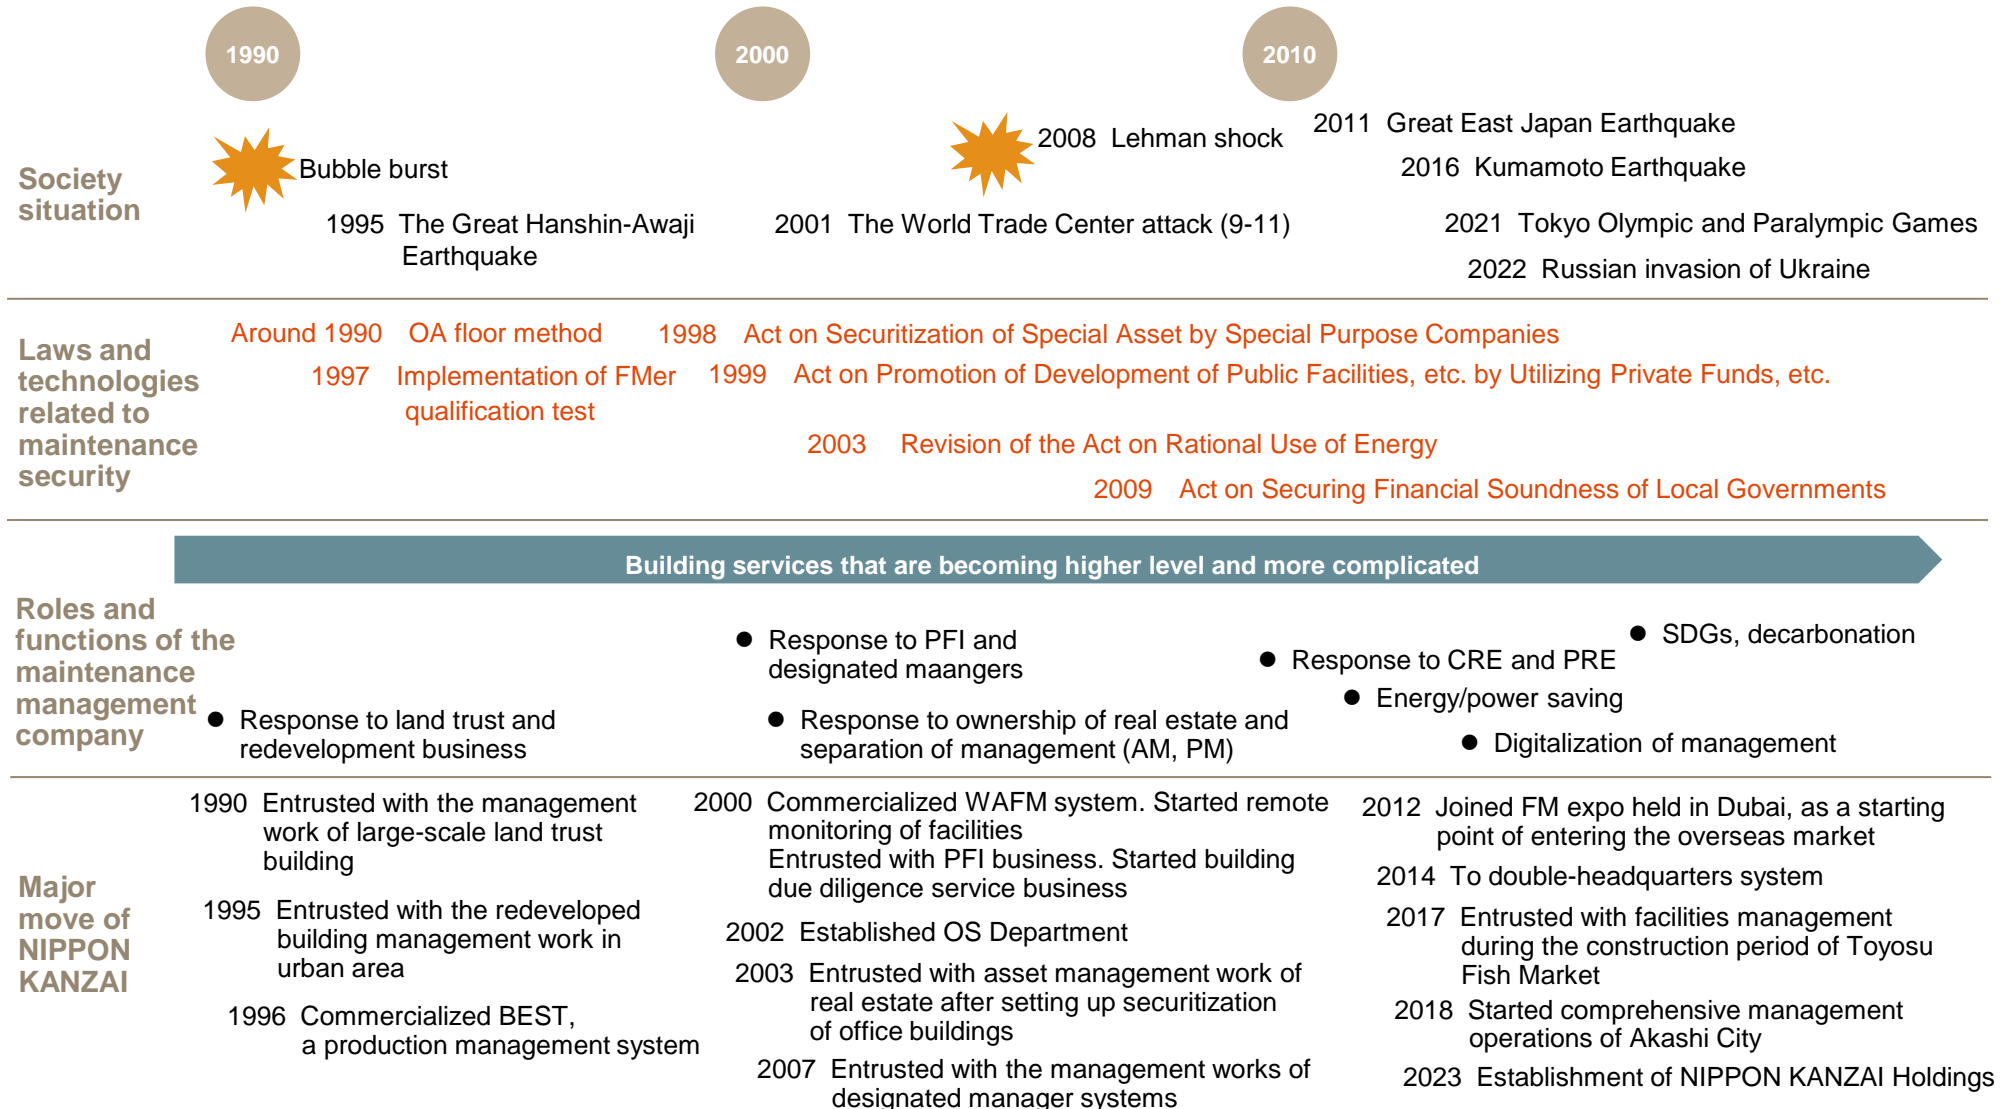 1990
2000
2010
Society
situation
Bubble burst
1995 The Great Hanshin-Awaji
Earthquake
2008 Lehman shock
2001 The World Trade Center attack (9-11)
2011 Great East Japan Earthquake
2016 Kumamoto Earthquake
2021 Tokyo Olympic and Paralympic Games
2022 Russian invasion of Ukraine
Laws and
technologies
related to
maintenance
security
Around 1990 OA floor method
1998 Act on Securitization of Special Asset by Special Purpose Companies
1997 Implementation of FMer
qualification test
1999 Act on Promotion of Development of Public Facilities, etc. by Utilizing Private Funds, etc.
2003 Revision of the Act on Rational Use of Energy
2009 Act on Securing Financial Soundness of Local Governments
Building services that are becoming higher level and more complicated
Roles and
functions of the
maintenance
management
company
● Response to land trust and
redevelopment business
● Response to PFI and
designated maangers
● Response to ownership of real estate and
separation of management (AM, PM)
● SDGs, decarbonation
● Response to CRE and PRE
● Energy/power saving
● Digitalization of management
Major
move of
NIPPON
KANZAI
1990 Entrusted with the management
work of large-scale land trust
building
1995 Entrusted with the redeveloped
building management work in
urban area
1996 Commercialized BEST,
a production management system
2000 Commercialized WAFM system. Started remote
monitoring of facilities
Entrusted with PFI business. Started building
due diligence service business
2002 Established OS Department
2003 Entrusted with asset management work of
real estate after setting up securitization
of office buildings
2007 Entrusted with the management works of
designated manager systems
2012 Joined FM expo held in Dubai, as a starting
point of entering the overseas market
2014 To double-headquarters system
2017 Entrusted with facilities management
during the construction period of Toyosu
Fish Market
2018 Started comprehensive management
operations of Akashi City
2023 Establishment of NIPPON KANZAI Holdings